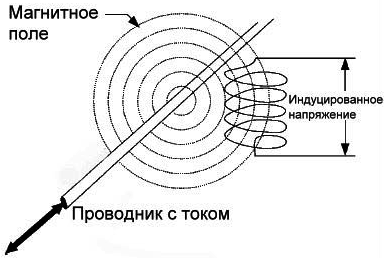 Магнитное
поле
Индуцированное
напряжение
Проводник с током